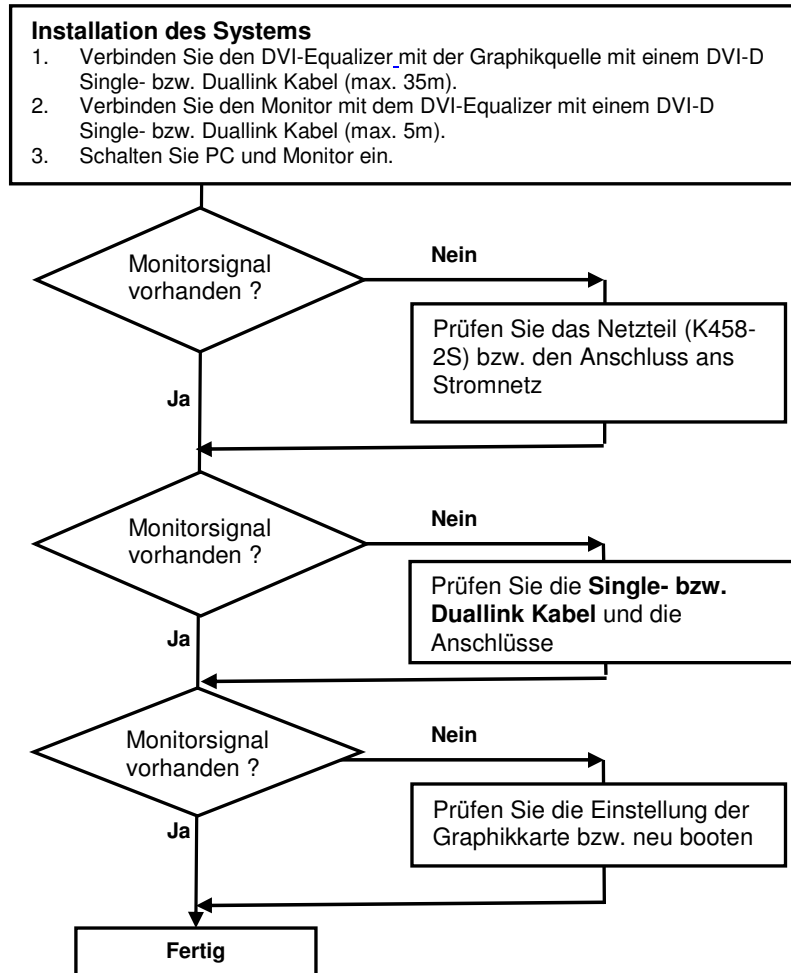 Installation des Systems
1. Verbinden Sie den DVI-Equalizer mit der Graphikquelle mit einem DVI-D
Single- bzw. Duallink Kabel (max. 35m).
2. Verbinden Sie den Monitor mit dem DVI-Equalizer mit einem DVI-D
Single- bzw. Duallink Kabel (max. 5m).
3. Schalten Sie PC und Monitor ein.
Monitorsignal
vorhanden ?
Nein
Prüfen Sie das Netzteil (K458-
2S) bzw. den Anschluss ans
Stromnetz
Ja
Monitorsignal
vorhanden ?
Nein
Prüfen Sie die Single- bzw.
Duallink Kabel und die
Anschlüsse
Ja
Monitorsignal
vorhanden ?
Nein
Prüfen Sie die Einstellung der
Graphikkarte bzw. neu booten
Ja
Fertig